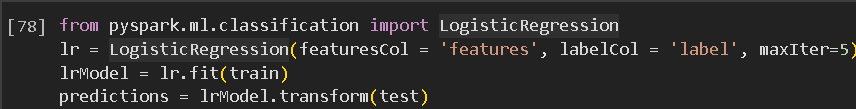 [78] from pyspark.ml.classification import LogisticRegression
lr = LogisticRegression(featuresCol = 'features', labelCol = 'label', maxIter=5)
lrModel = lr.fit(train)
predictions = lrModel.transform(test)